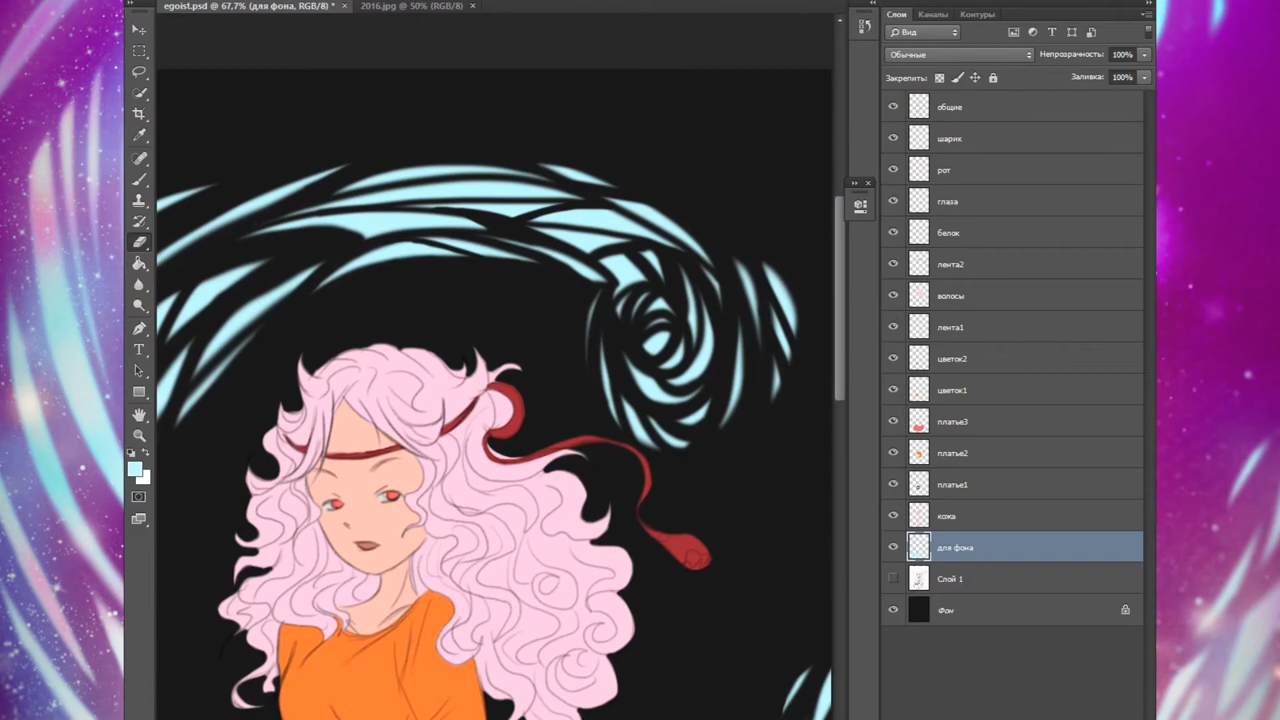 egoist.psd @ 67,7% (для фона, RGB/8) *
2016.jpg @ 50% (RGB/8)
Слои Каналы Контуры
Вид
Обычные Непрозрачность: 100%
Закрепить: Заливка: 100%
общие
шарик
рот
глаза
белок
лента2
волосы
лента1
цветок2
цветок1
платье3
платье2
платье1
кожа
для фона
Слой 1
Фон